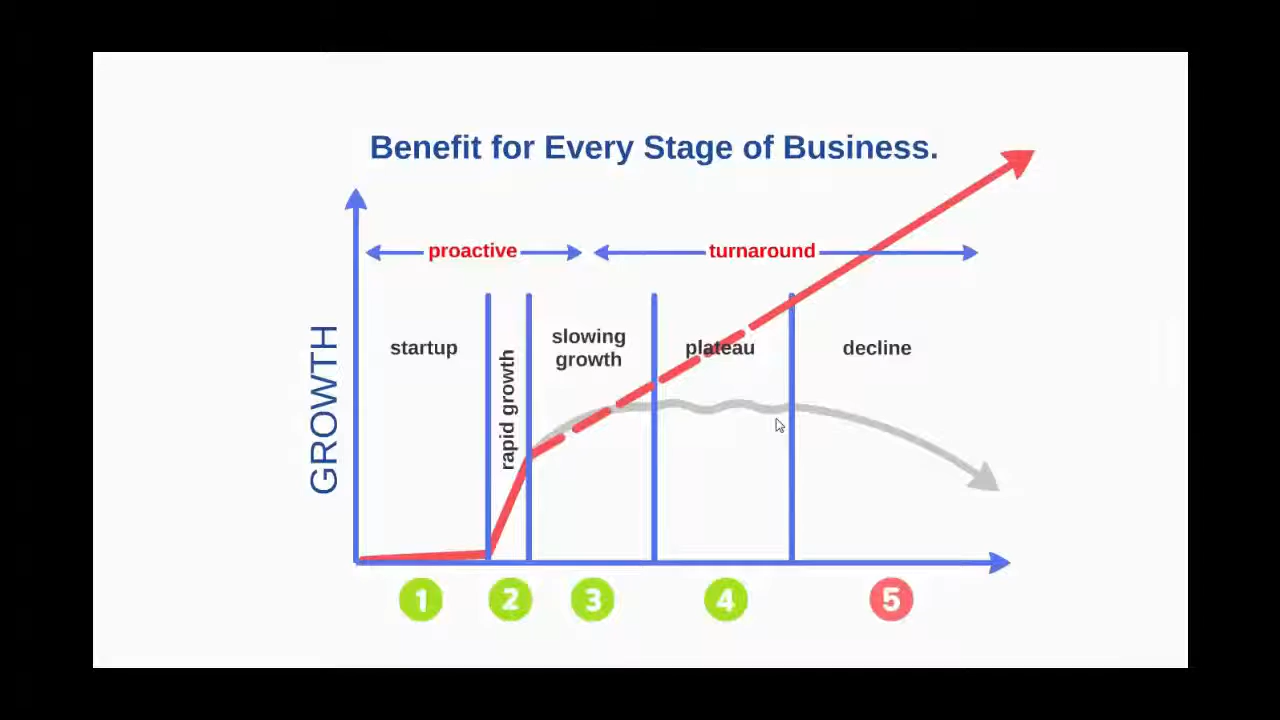 Benefit for Every Stage of Business.
proactive
turnaround
startup
rapid growth
slowing
growth
plateau
decline
GROWTH
1
2
3
4
5